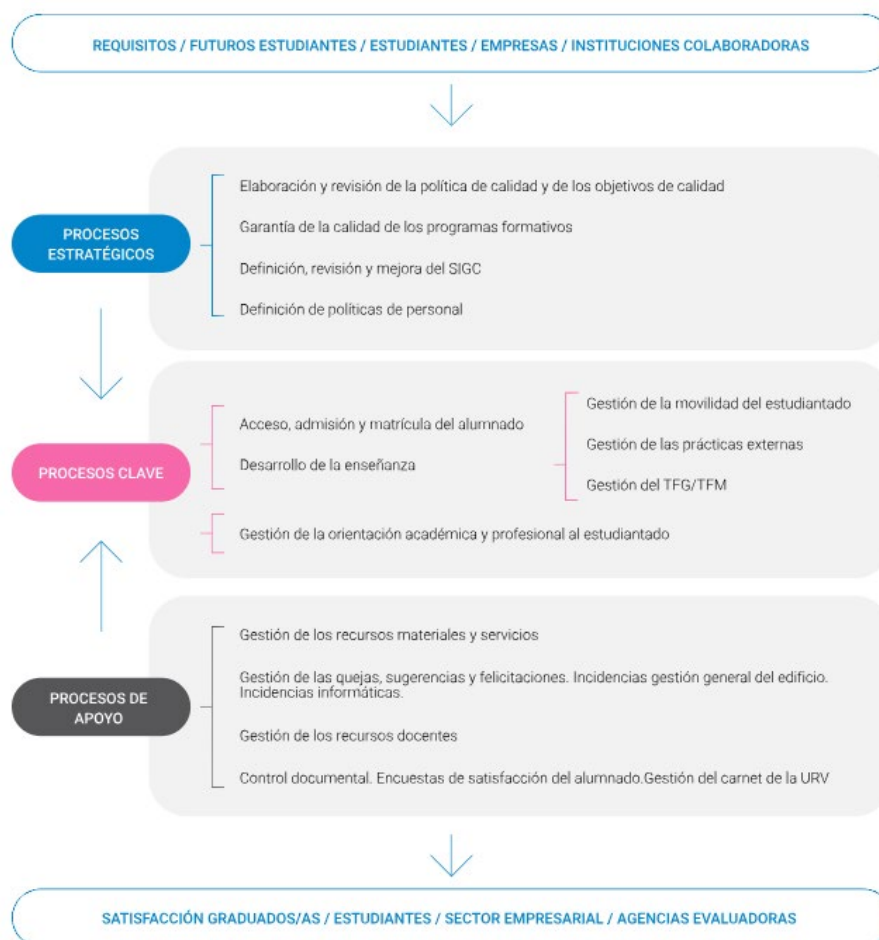 REQUISITOS / FUTUROS ESTUDIANTES / ESTUDIANTES / EMPRESAS / INSTITUCIONES COLABORADORAS
PROCESOS
ESTRATÉGICOS
Elaboración y revisión de la política de calidad y de los objetivos de calidad
Garantía de la calidad de los programas formativos
Definición, revisión y mejora del SIGC
Definición de políticas de personal
PROCESOS CLAVE
Acceso, admisión y matrícula del alumnado
Desarrollo de la enseñanza
Gestión de la movilidad del estudiantado
Gestión de las prácticas externas
Gestión del TFG/TFM
Gestión de la orientación académica y profesional al estudiantado
PROCESOS DE
APOYO
Gestión de los recursos materiales y servicios
Gestión de las quejas, sugerencias y felicitaciones. Incidencias gestión general del edificio.
Incidencias informáticas.
Gestión de los recursos docentes
Control documental. Encuestas de satisfacción del alumnado.Gestión del carnet de la URV
SATISFACCIÓN GRADUADOS/AS / ESTUDIANTES / SECTOR EMPRESARIAL / AGENCIAS EVALUADORAS